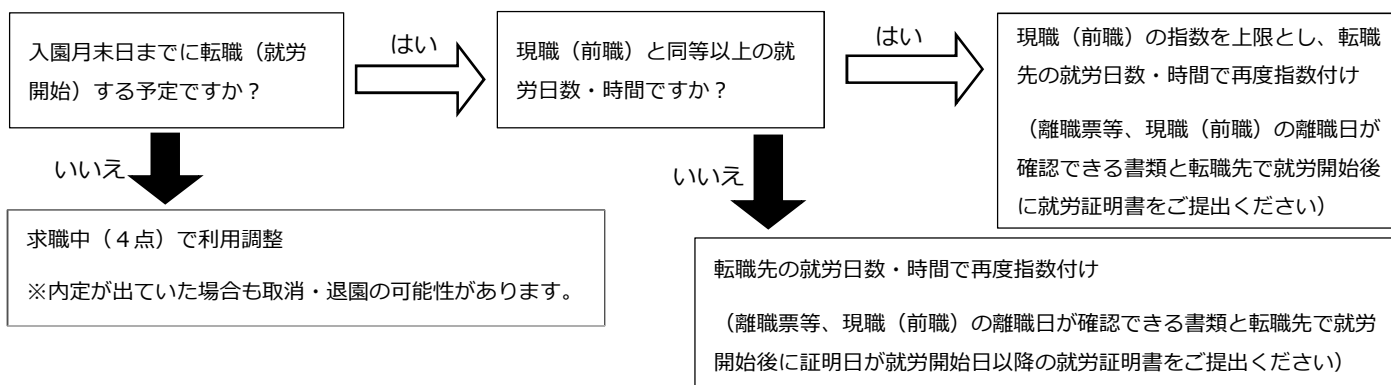 入園月末日までに転職（就労
開始）する予定ですか？
はい
現職（前職）と同等以上の就
労日数・時間ですか？
はい
現職（前職）の指数を上限とし、転職
先の就労日数・時間で再度指数付け
（離職票等、現職（前職）の離職日が
確認できる書類と転職先で就労開始後
に就労証明書をご提出ください）
いいえ
いいえ
求職中（４点）で利用調整
※内定が出ていた場合も取消・退園の可能性があります。
転職先の就労日数・時間で再度指数付け
（離職票等、現職（前職）の離職日が確認できる書類と転職先で就労
開始後に証明日が就労開始日以降の就労証明書をご提出ください）